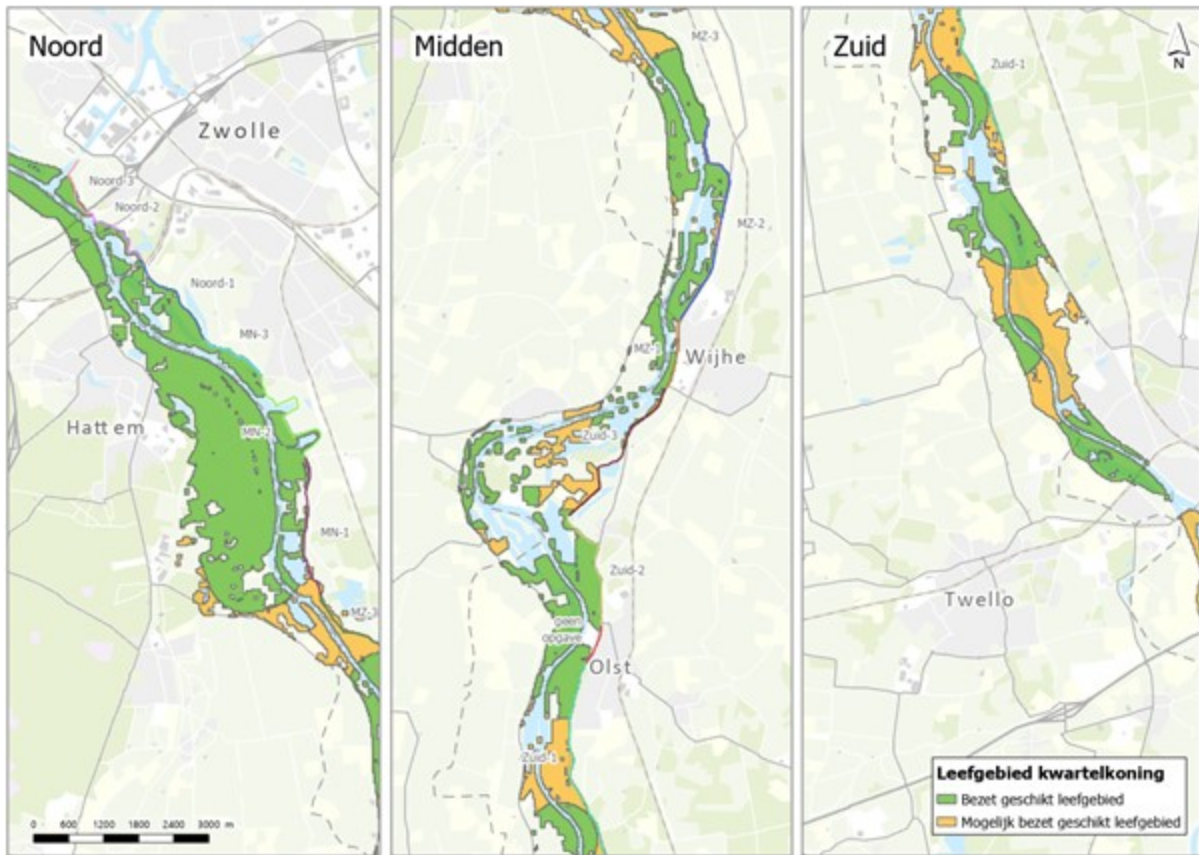 Noord
Zwolle
Noord-3
Noord-2
Noord-1
MN-3
Hattem
MN-2
MN-1
MZ-3
0 600 1200 1800 2400 3000 m
Midden
MZ-3
MZ-2
MZ-1
Wijhe
Zuid-3
Zuid-2
geen
opgave
Olst
Zuid-1
Zuid
N
Zuid-1
Twello
Leefgebied kwartelkoning
Bezet geschikt leefgebied
Mogelijk bezet geschikt leefgebied